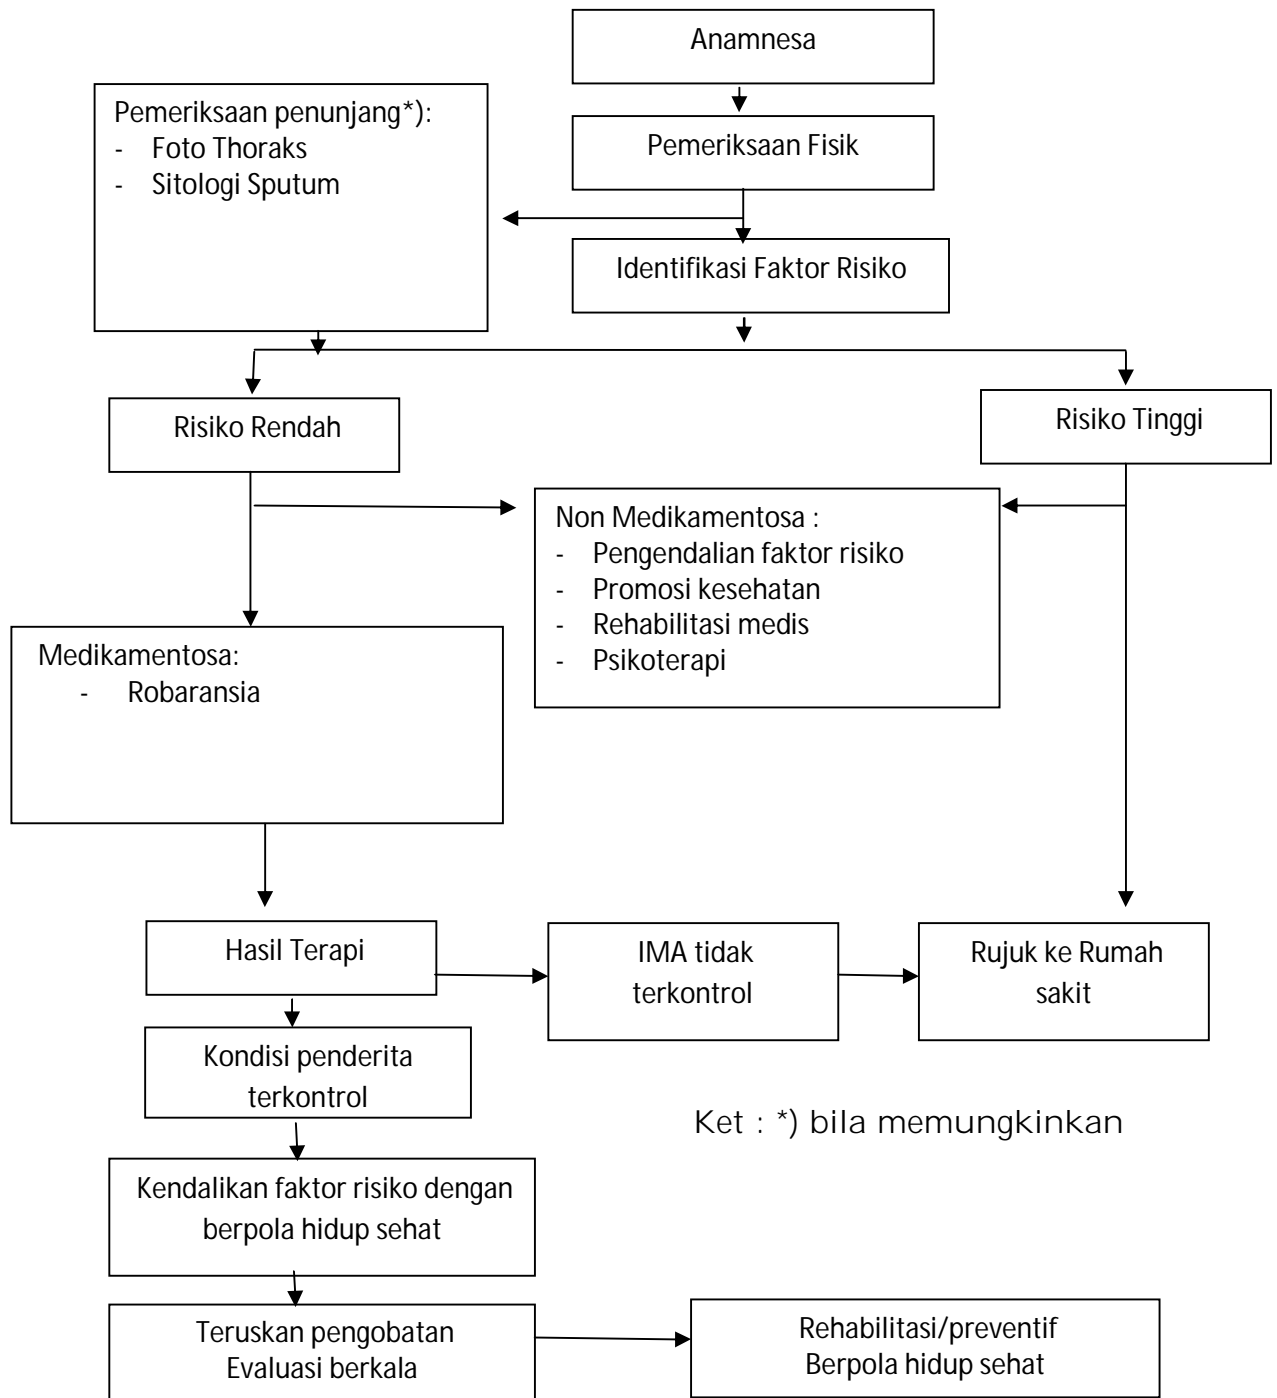 Anamnesa
Pemeriksaan penunjang*):
- Foto Thoraks
- Sitologi Sputum
Pemeriksaan Fisik
Identifikasi Faktor Risiko
Risiko Rendah
Risiko Tinggi
Non Medikamentosa :
- Pengendalian faktor risiko
- Promosi kesehatan
- Rehabilitasi medis
- Psikoterapi
Medikamentosa:
- Robaransia
Hasil Terapi
IMA tidak
terkontrol
Rujuk ke Rumah
sakit
Kondisi penderita
terkontrol
Ket : *) bila memungkinkan
Kendalikan faktor risiko dengan
berpola hidup sehat
Teruskan pengobatan
Evaluasi berkala
Rehabilitasi/preventif
Berpola hidup sehat